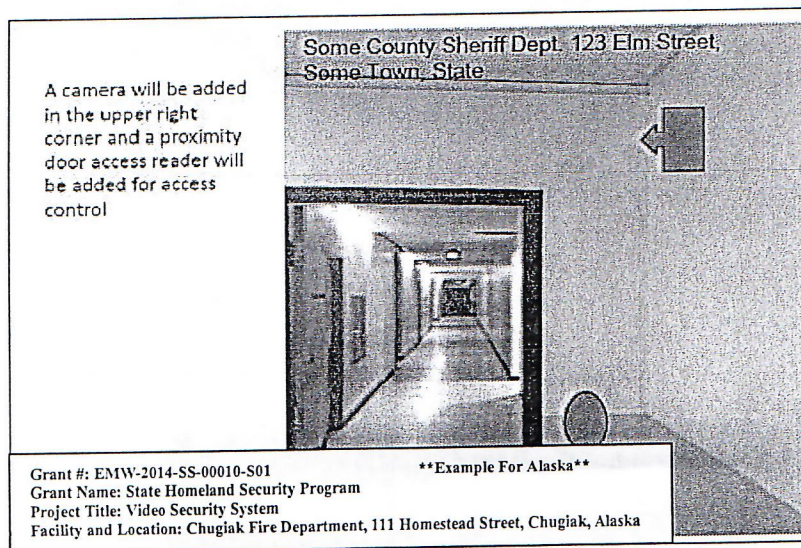 Some County Sheriff Dept. 123 Elm Street,
Some Town, State
A camera will be added
in the upper right
corner and a proximity
door access reader will
be added for access
control
Grant #: EMW-2014-SS-00010-S01 **Example For Alaska**
Grant Name: State Homeland Security Program
Project Title: Video Security System
Facility and Location: Chugiak Fire Department, 111 Homestead Street, Chugiak, Alaska